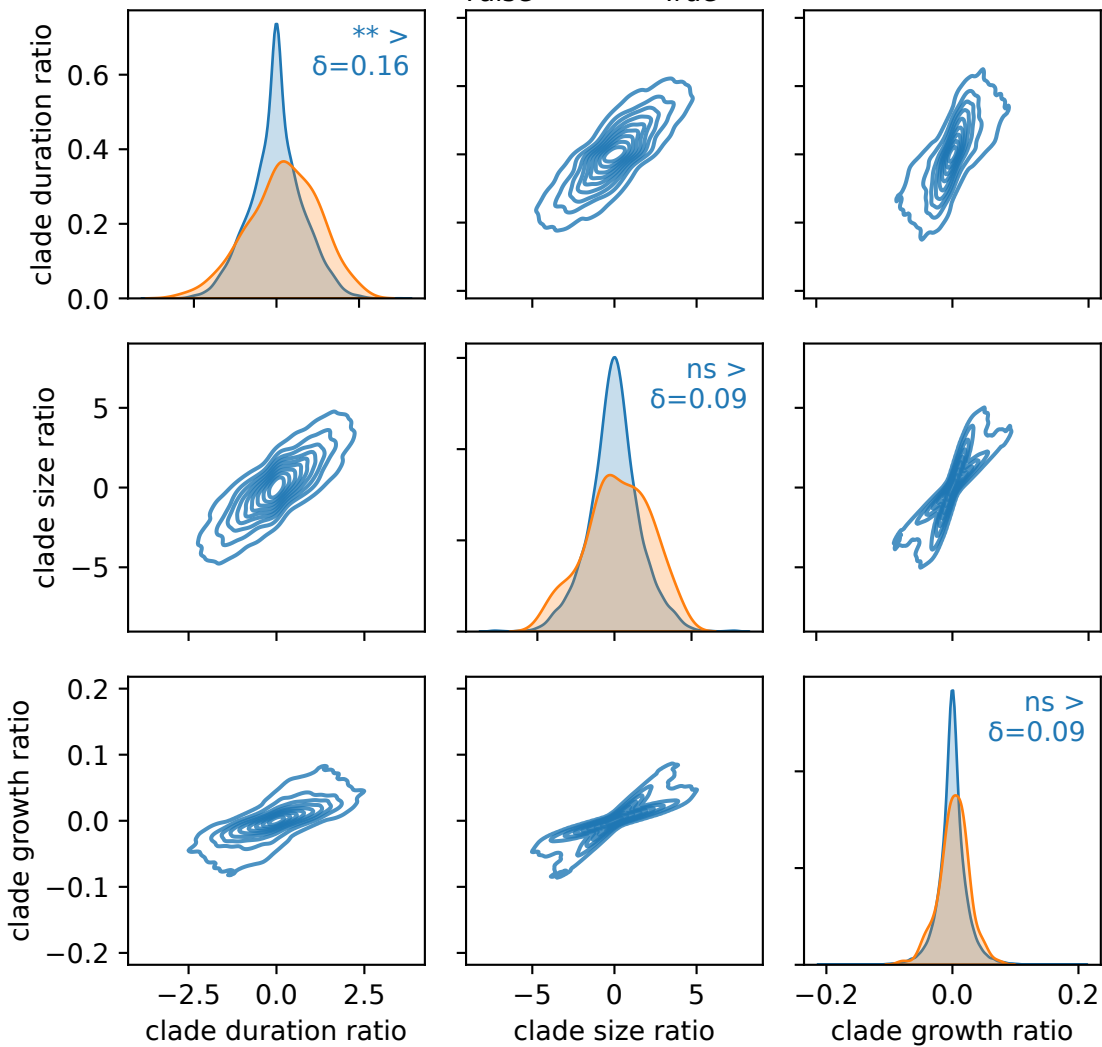 clade duration ratio
0.6
0.4
0.2
0.0
** >
δ=0.16
clade size ratio
5
0
−5
ns >
δ=0.09
clade growth ratio
0.2
0.1
0.0
−0.1
−0.2
ns >
δ=0.09
−2.5 0.0 2.5
−5 0 5
−0.2 0.0 0.2
clade duration ratio
clade size ratio
clade growth ratio